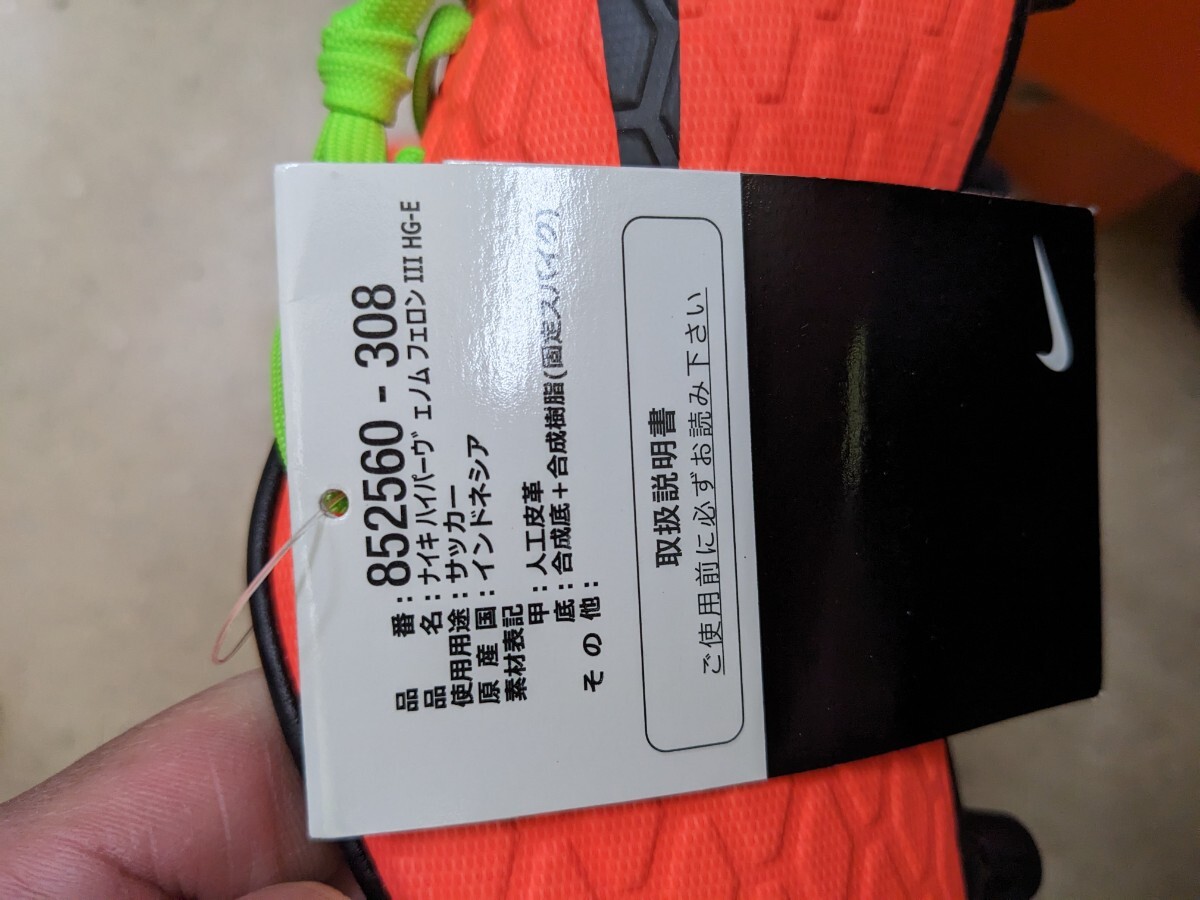 品番：852560 - 308
品名：ナイキ ハイパーヴェノム フェロン III HG-E
使用用途：サッカー
原産国：インドネシア
素材表記
甲：人工皮革
底：合成底＋合成樹脂(固定スパイク)
その他：
取扱説明書
ご使用前に必ずお読み下さい